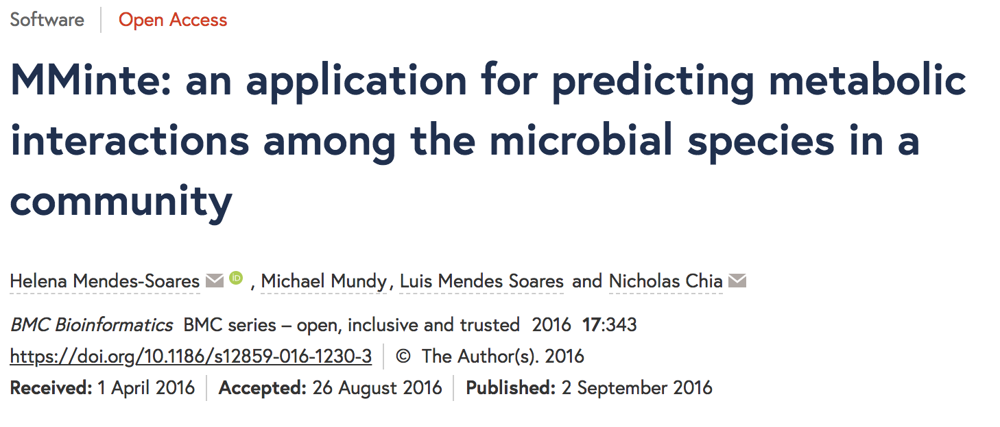 Software Open Access
MMinte: an application for predicting metabolic
interactions among the microbial species in a
community
Helena Mendes-Soares iD , Michael Mundy, Luis Mendes Soares and Nicholas Chia
BMC Bioinformatics BMC series – open, inclusive and trusted 2016 17:343
https://doi.org/10.1186/s12859-016-1230-3 © The Author(s). 2016
Received: 1 April 2016 Accepted: 26 August 2016 Published: 2 September 2016